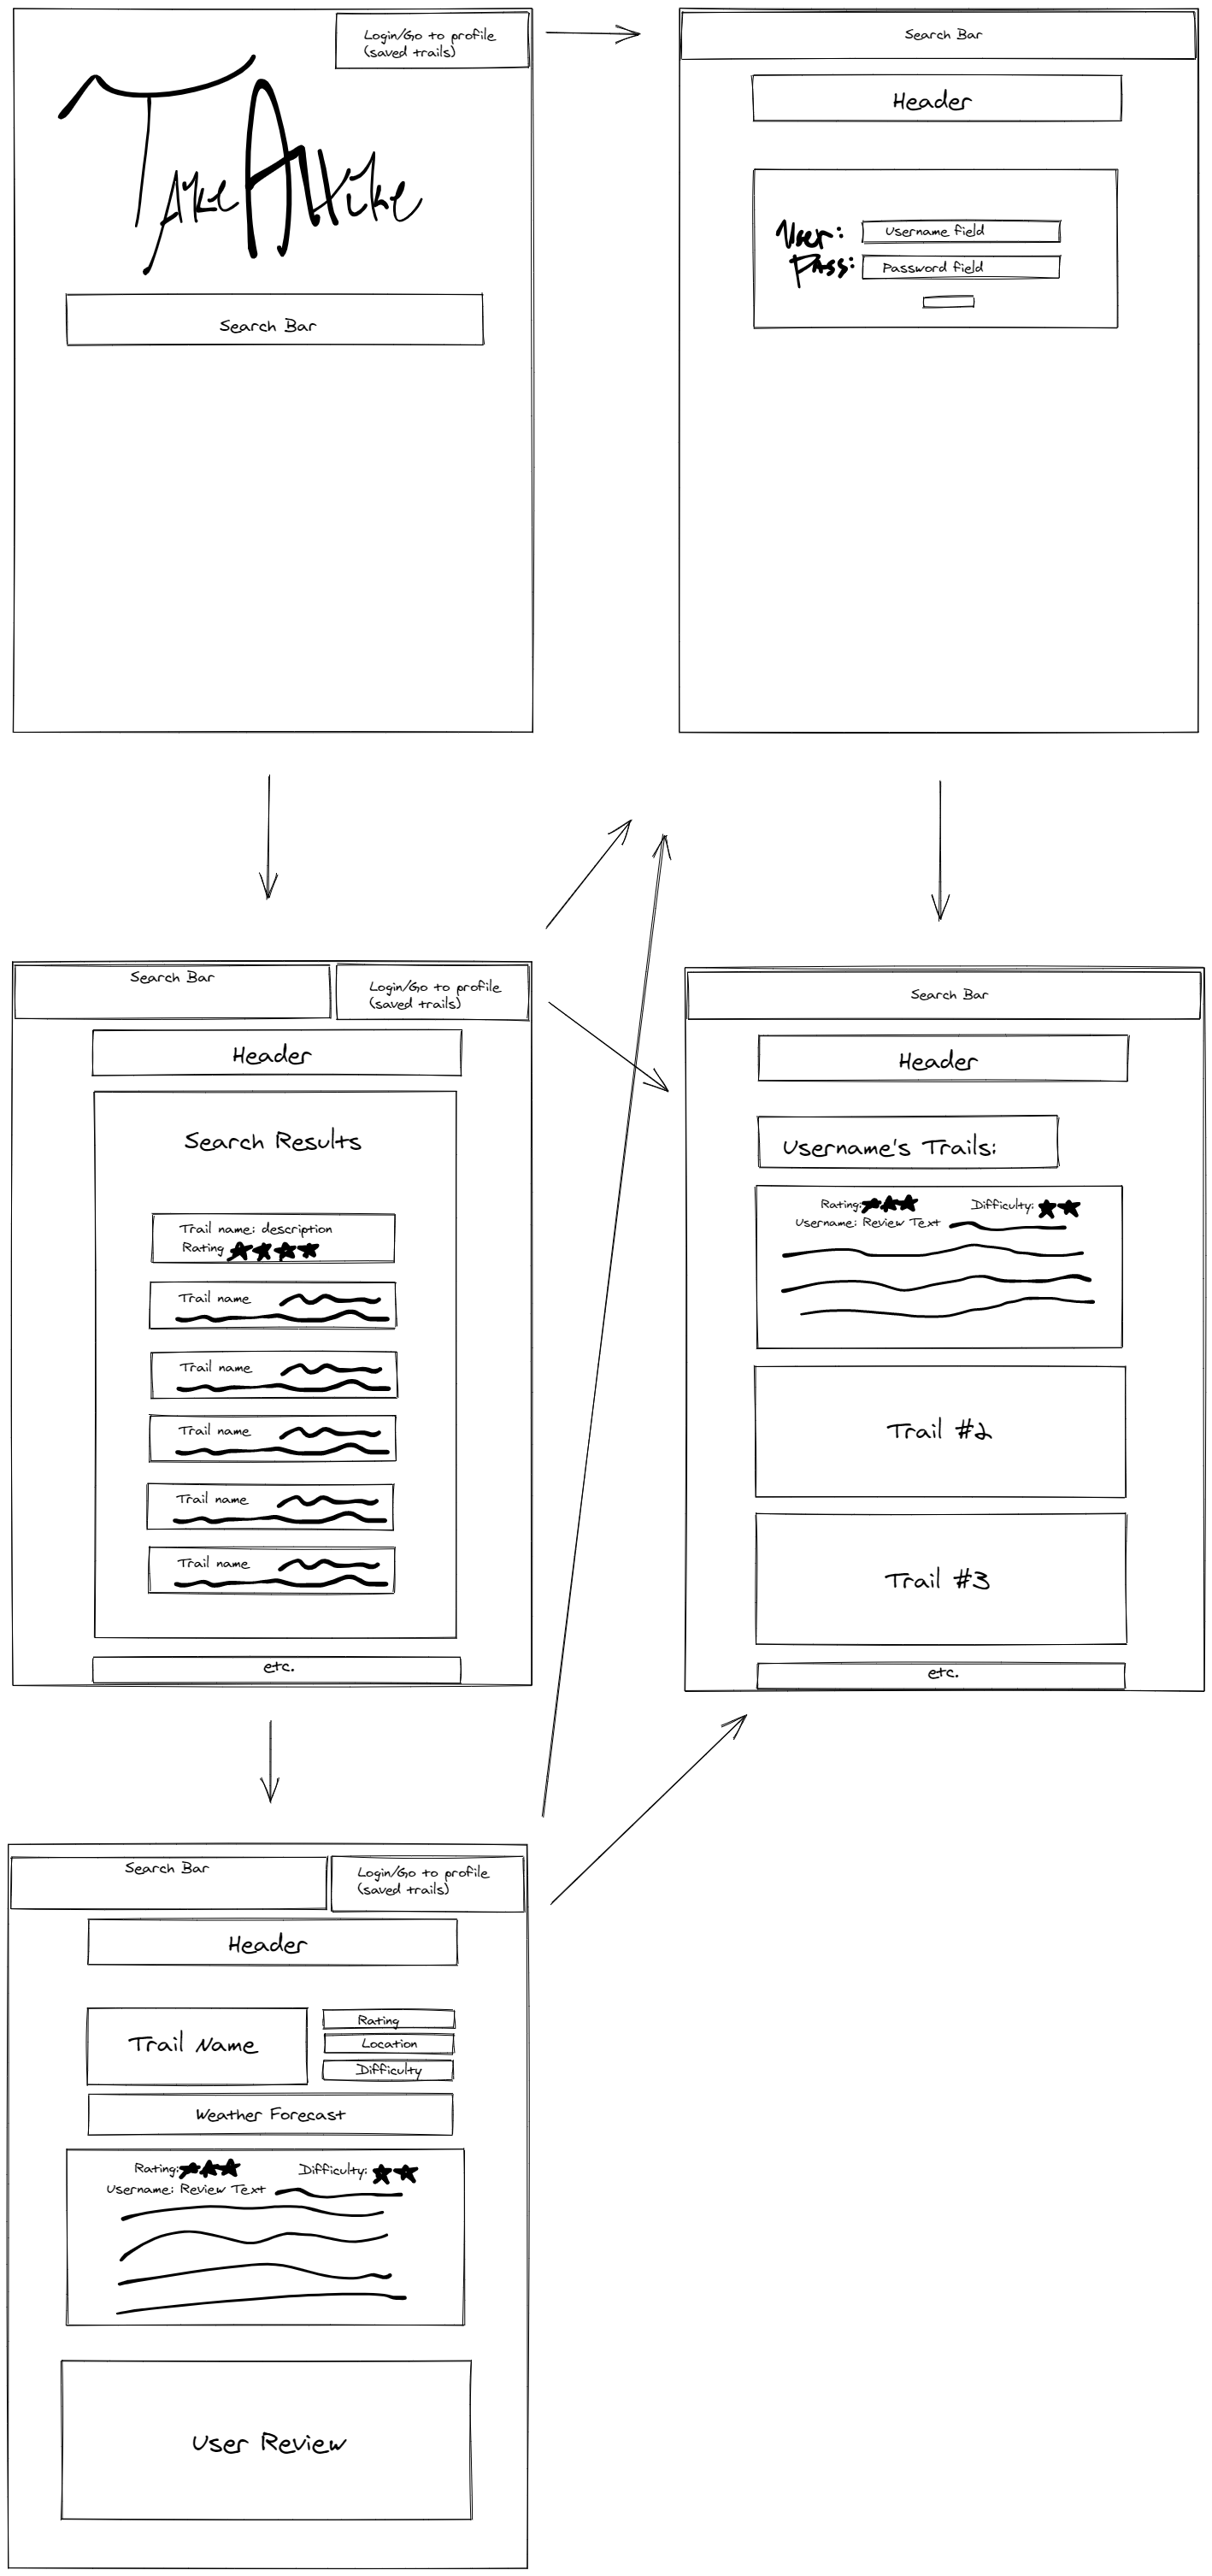 Login/Go to profile
(saved trails)
Take A Hike
Search Bar
Search Bar
Header
User:
Username field
Pass:
Password field
Search Bar
Login/Go to profile
(saved trails)
Header
Search Results
Trail name: description
Rating
Trail name
Trail name
Trail name
Trail name
Trail name
etc.
Search Bar
Header
Username's Trails:
Rating: Difficulty:
Username: Review Text
Trail #2
Trail #3
etc.
Search Bar
Login/Go to profile
(saved trails)
Header
Trail Name
Rating
Location
Difficulty
Weather Forecast
Rating: Difficulty:
Username: Review Text
User Review